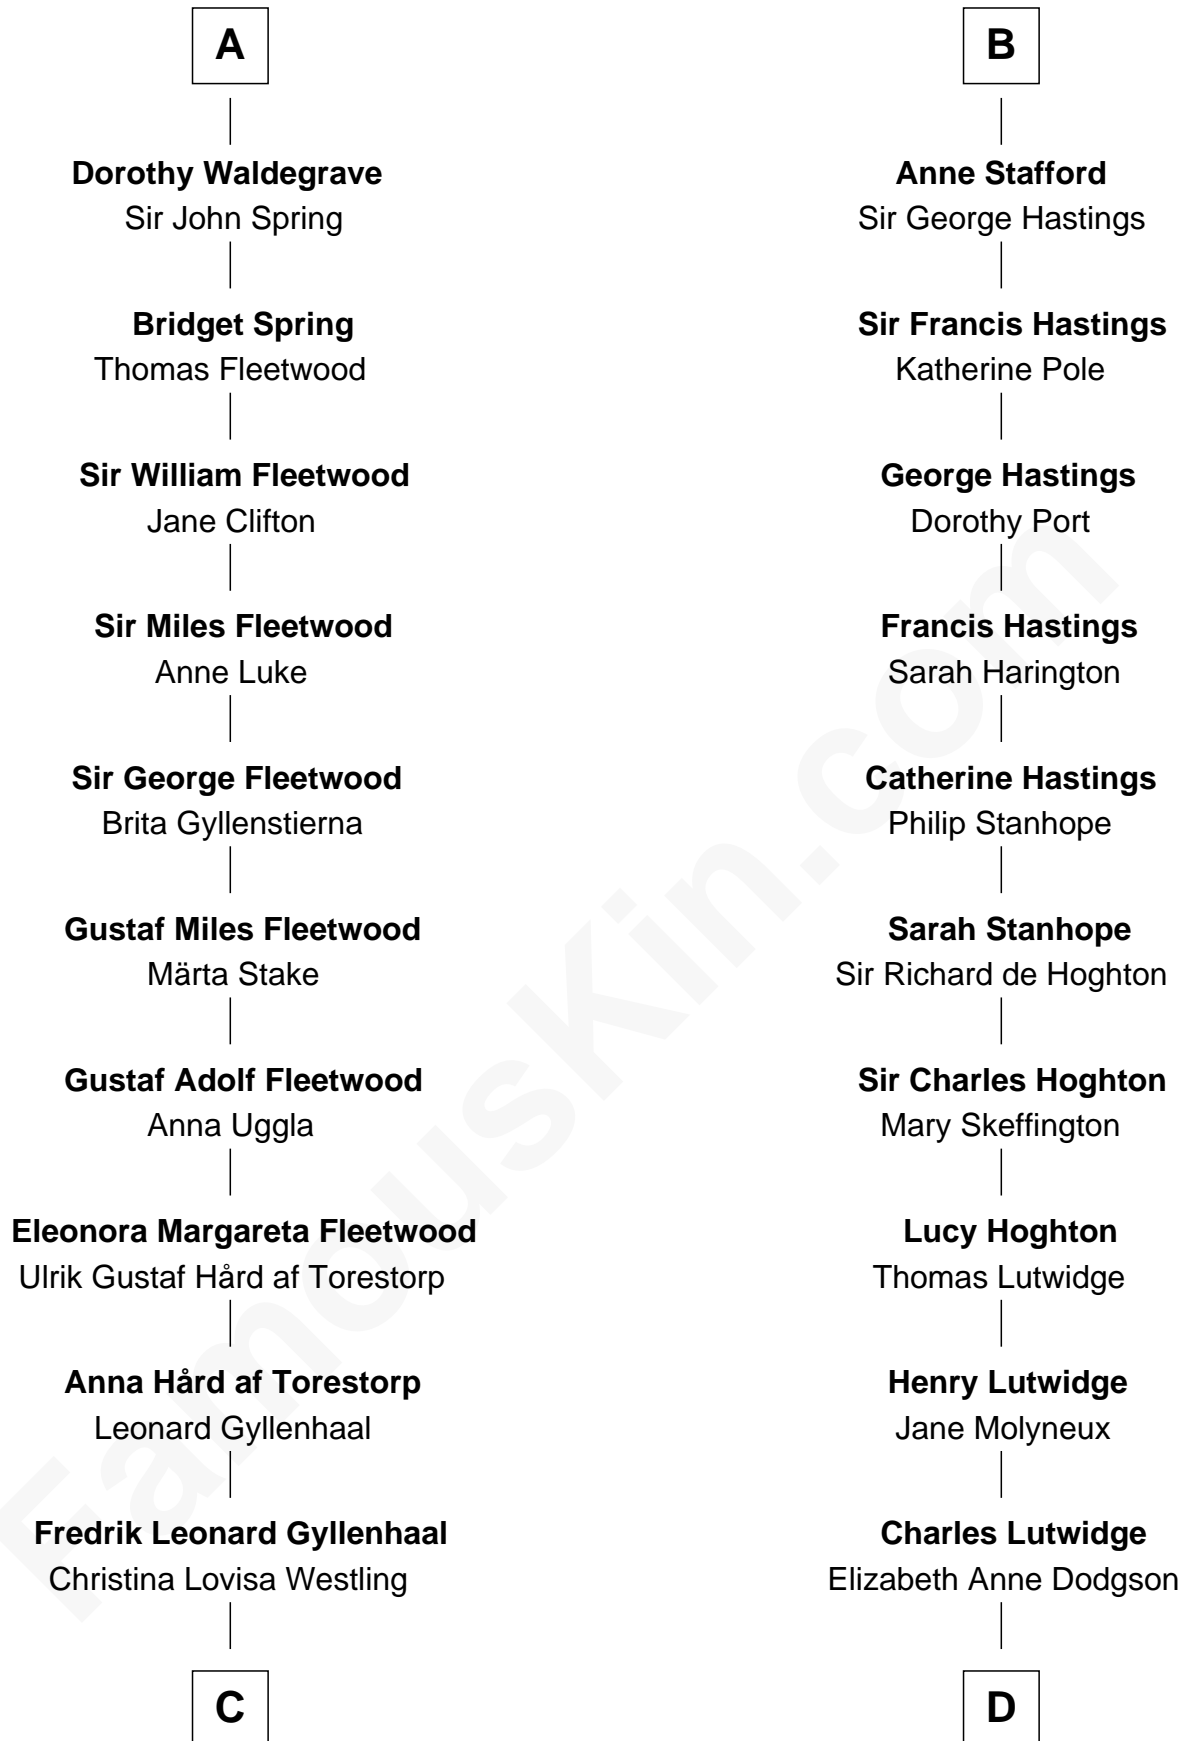 A
Dorothy Waldegrave
Sir John Spring
Bridget Spring
Thomas Fleetwood
Sir William Fleetwood
Jane Clifton
Sir Miles Fleetwood
Anne Luke
Sir George Fleetwood
Brita Gyllenstierna
Gustaf Miles Fleetwood
Märta Stake
Gustaf Adolf Fleetwood
Anna Uggla
Eleonora Margareta Fleetwood
Ulrik Gustaf Hård af Torestorp
Anna Hård af Torestorp
Leonard Gyllenhaal
Fredrik Leonard Gyllenhaal
Christina Lovisa Westling
C
B
Anne Stafford
Sir George Hastings
Sir Francis Hastings
Katherine Pole
George Hastings
Dorothy Port
Francis Hastings
Sarah Harington
Catherine Hastings
Philip Stanhope
Sarah Stanhope
Sir Richard de Hoghton
Sir Charles Hoghton
Mary Skeffington
Lucy Hoghton
Thomas Lutwidge
Henry Lutwidge
Jane Molyneux
Charles Lutwidge
Elizabeth Anne Dodgson
D
FamousKin.com